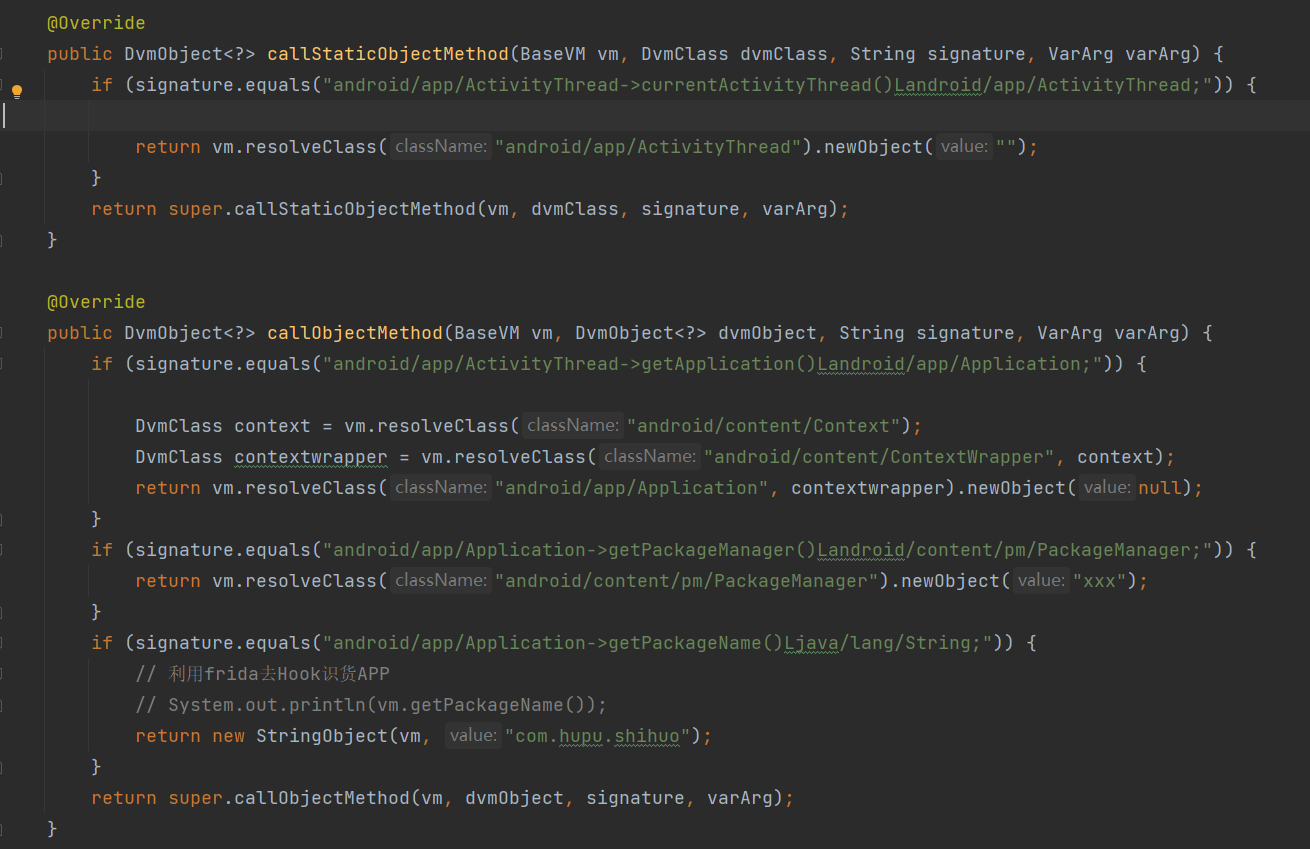 @Override
public DvmObject<?> callStaticObjectMethod(BaseVM vm, DvmClass dvmClass, String signature, VarArg varArg) {
if (signature.equals("android/app/ActivityThread->currentActivityThread()Landroid/app/ActivityThread;")) {
return vm.resolveClass( className: "android/app/ActivityThread").newObject( value: "");
}
return super.callStaticObjectMethod(vm, dvmClass, signature, varArg);
}
@Override
public DvmObject<?> callObjectMethod(BaseVM vm, DvmObject<?> dvmObject, String signature, VarArg varArg) {
if (signature.equals("android/app/ActivityThread->getApplication()Landroid/app/Application;")) {
DvmClass context = vm.resolveClass( className: "android/content/Context");
DvmClass contextwrapper = vm.resolveClass( className: "android/content/ContextWrapper", context);
return vm.resolveClass( className: "android/app/Application", contextwrapper).newObject( value: null);
}
if (signature.equals("android/app/Application->getPackageManager()Landroid/content/pm/PackageManager;")) {
return vm.resolveClass( className: "android/content/pm/PackageManager").newObject( value: "xxx");
}
if (signature.equals("android/app/Application->getPackageName()Ljava/lang/String;")) {
// 利用frida去Hook识货APP
// System.out.println(vm.getPackageName());
return new StringObject(vm, value: "com.hupu.shihuo");
}
return super.callObjectMethod(vm, dvmObject, signature, varArg);
}